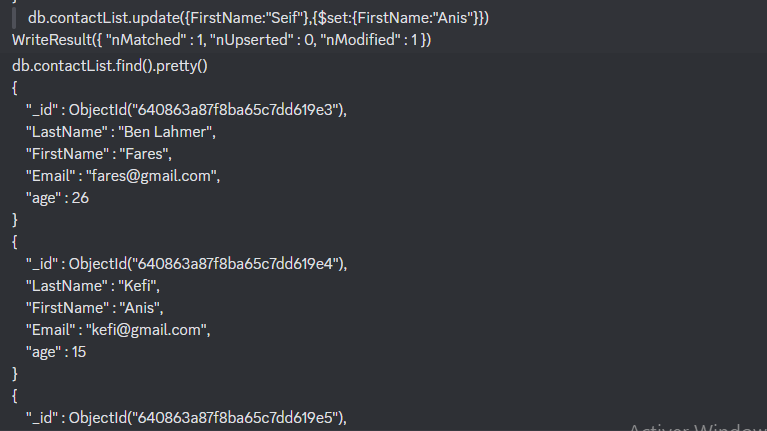 }
db.contactList.update({FirstName:"Seif"},{$set:{FirstName:"Anis"}})
WriteResult({ "nMatched" : 1, "nUpserted" : 0, "nModified" : 1 })
db.contactList.find().pretty()
{
"_id" : ObjectId("640863a87f8ba65c7dd619e3"),
"LastName" : "Ben Lahmer",
"FirstName" : "Fares",
"Email" : "fares@gmail.com",
"age" : 26
}
{
"_id" : ObjectId("640863a87f8ba65c7dd619e4"),
"LastName" : "Kefi",
"FirstName" : "Anis",
"Email" : "kefi@gmail.com",
"age" : 15
}
{
"_id" : ObjectId("640863a87f8ba65c7dd619e5"),
Activer Window